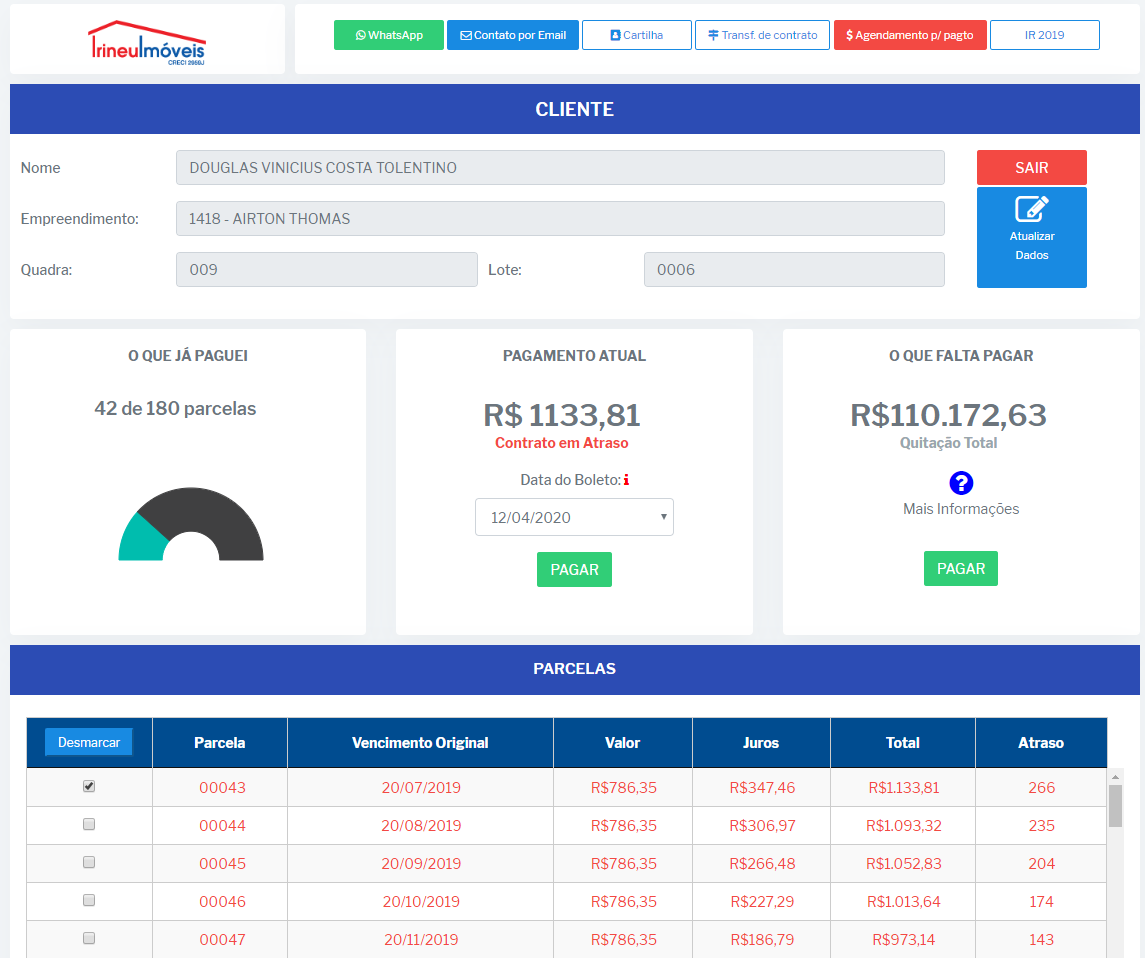 IrineuImóveis
CRECI 2989J
WhatsApp
Contato por Email
Cartilha
Transf. de contrato
$ Agendamento p/ pagto
IR 2019
CLIENTE
Nome
DOUGLAS VINICIUS COSTA TOLENTINO
SAIR
Empreendimento:
1418 - AIRTON THOMAS
Atualizar
Dados
Quadra:
009
Lote:
0006
O QUE JÁ PAGUEI
42 de 180 parcelas
PAGAMENTO ATUAL
R$ 1133,81
Contrato em Atraso
Data do Boleto:
12/04/2020
PAGAR
O QUE FALTA PAGAR
R$110.172,63
Quitação Total
?
Mais Informações
PAGAR
PARCELAS
Desmarcar Parcela Vencimento Original Valor Juros Total Atraso
00043 20/07/2019 R$786,35 R$347,46 R$1.133,81 266
00044 20/08/2019 R$786,35 R$306,97 R$1.093,32 235
00045 20/09/2019 R$786,35 R$266,48 R$1.052,83 204
00046 20/10/2019 R$786,35 R$227,29 R$1.013,64 174
00047 20/11/2019 R$786,35 R$186,79 R$973,14 143